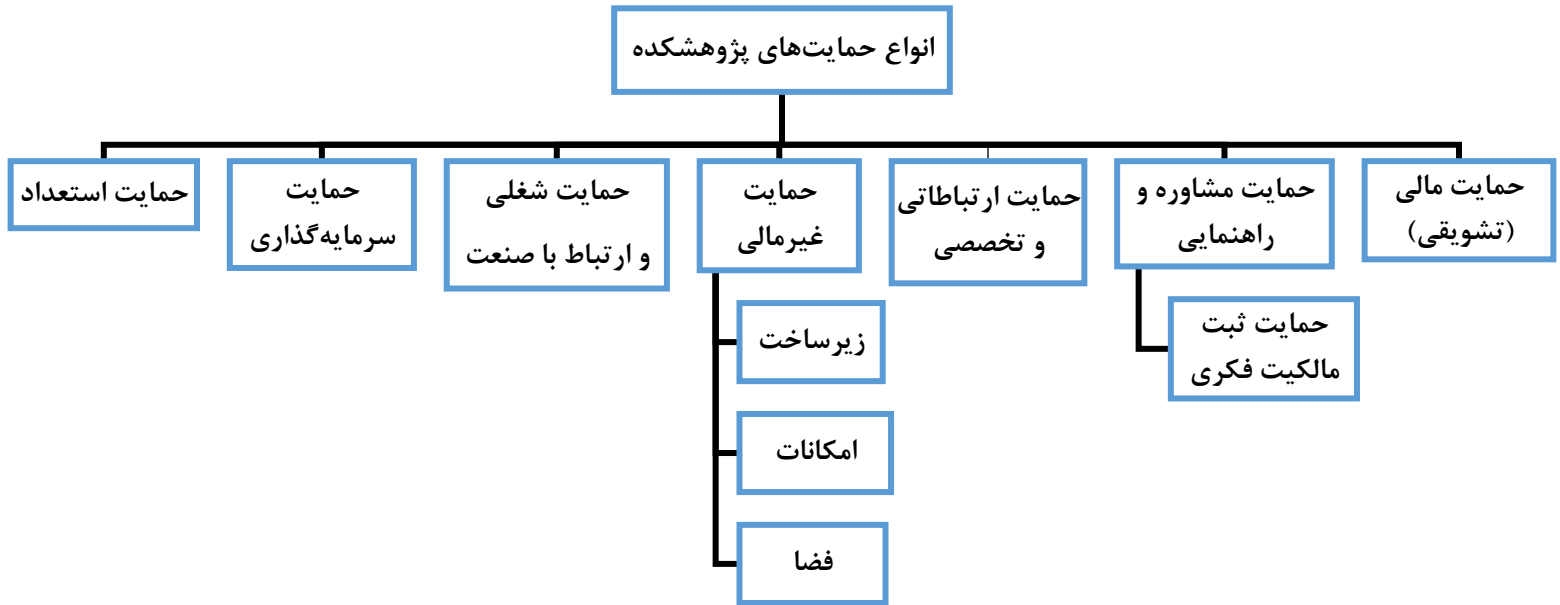 انواع حمایت‌های پژوهشکده
حمایت مالی
(تشویقی)
حمایت مشاوره و
راهنمایی
حمایت ثبت
مالکیت فکری
حمایت ارتباطاتی
و تخصصی
حمایت
غیرمالی
زیرساخت
امکانات
فضا
حمایت شغلی
و ارتباط با صنعت
حمایت
سرمایه‌گذاری
حمایت استعداد